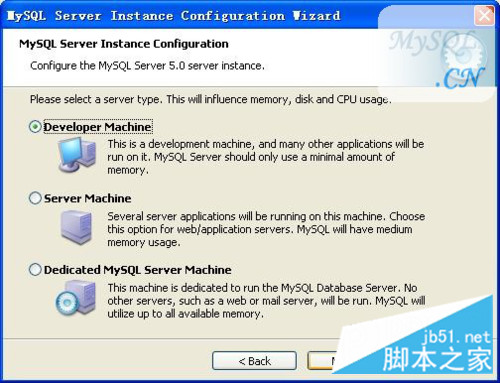 MySQL Server Instance Configuration Wizard
MySQL Server Instance Configuration
Configure the MySQL Server 5.0 server instance.
MySQL
.CN
Please select a server type. This will influence memory, disk and CPU usage.
Developer Machine
This is a development machine, and many other applications will be
run on it. MySQL Server should only use a minimal amount of
memory.
Server Machine
Several server applications will be running on this machine. Choose
this option for web/application servers. MySQL will have medium
memory usage.
Dedicated MySQL Server Machine
This machine is dedicated to run the MySQL Database Server. No
other servers, such as a web or mail server, will be run. MySQL will
utilize up to all available memory.
< Back
jb51.net
脚本之家